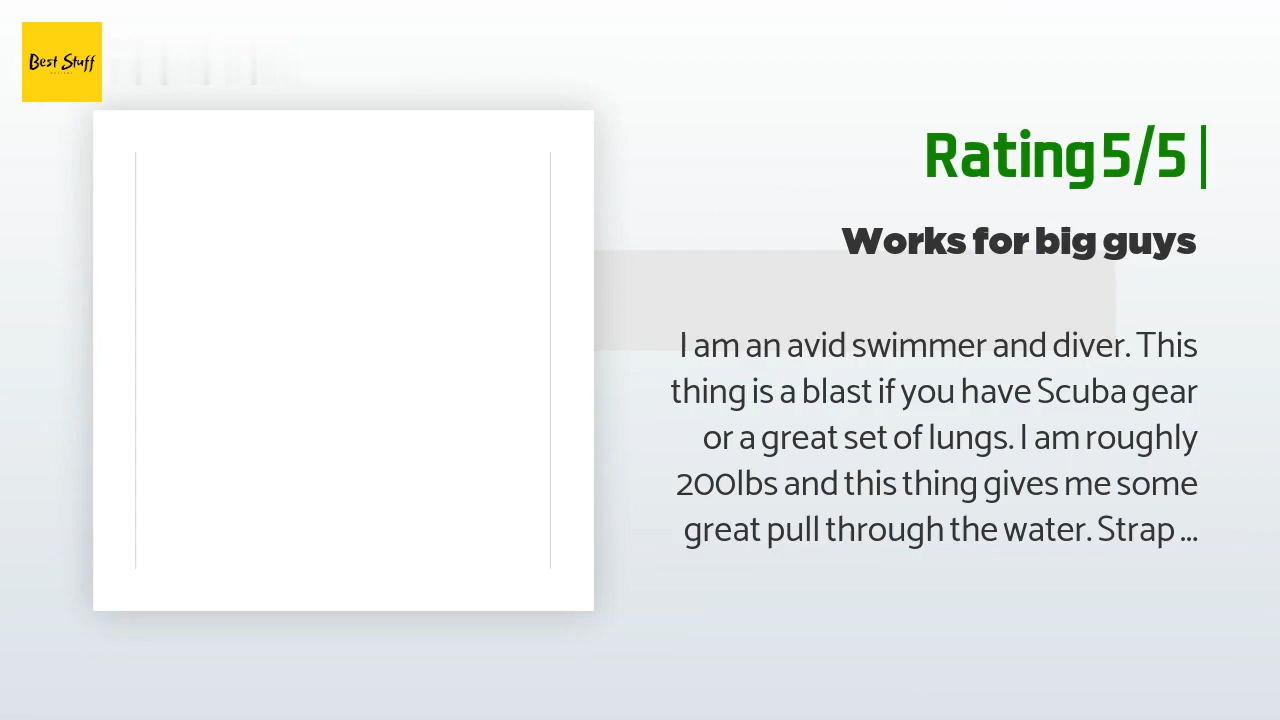 Best Stuff
Rating 5/5 |
Works for big guys
I am an avid swimmer and diver. This
thing is a blast if you have Scuba gear
or a great set of lungs. I am roughly
200lbs and this thing gives me some
great pull through the water. Strap ...